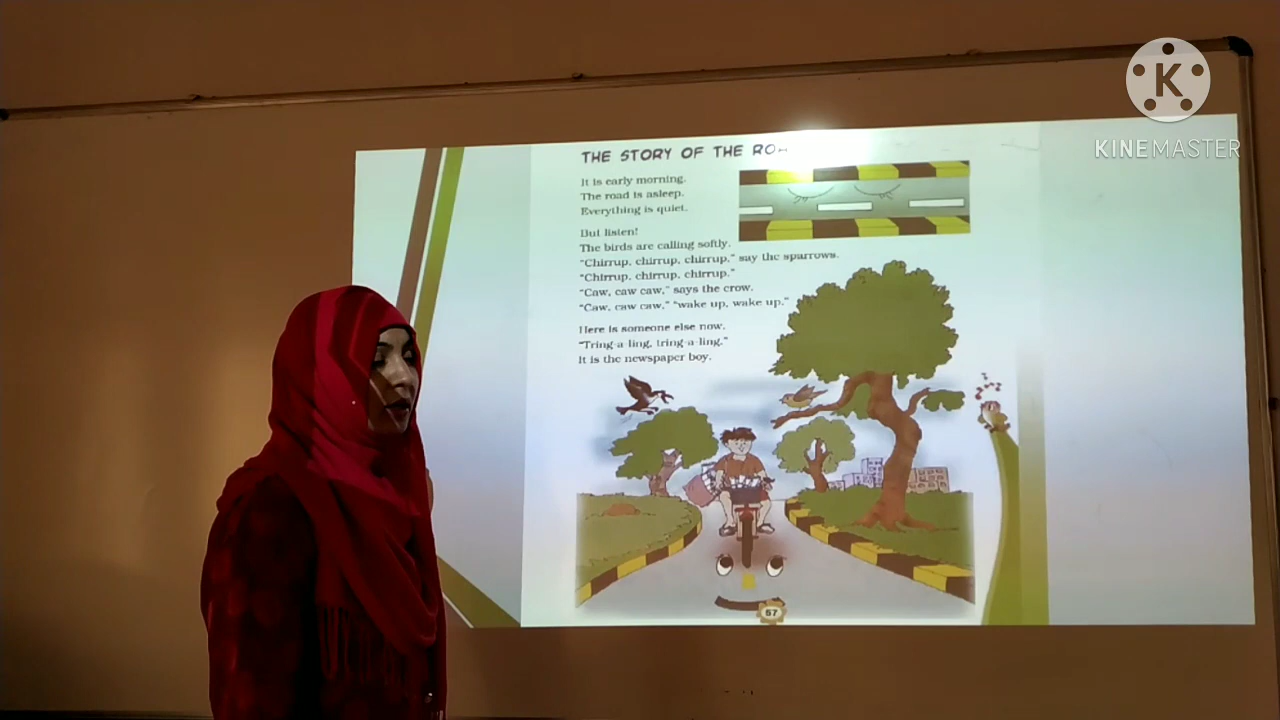 THE STORY OF THE
It is early morning.
The road is asleep.
Everything is quiet.
But listen!
The birds are calling softly.
"Chirrup, chirrup, chirrup," say the sparrows.
"Chirrup, chirrup, chirrup."
"Caw, caw caw," says the crow.
"Caw, caw caw," "wake up, wake up."
Here is someone else now.
"Tring-a-ling, tring-a-ling."
It is the newspaper boy.
67
K
KINEMASTER